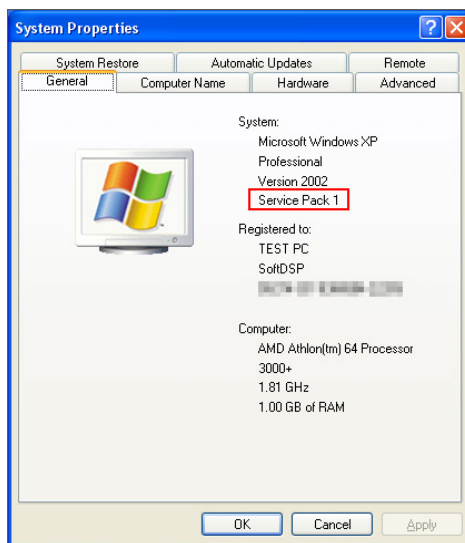 System Properties
System Restore
Automatic Updates
Remote
General
Computer Name
Hardware
Advanced
System:
Microsoft Windows XP
Professional
Version 2002
Service Pack 1
Registered to:
TEST PC
SoftDSP
Computer:
AMD Athlon(tm) 64 Processor
3000+
1.81 GHz
1.00 GB of RAM
OK
Cancel
Apply